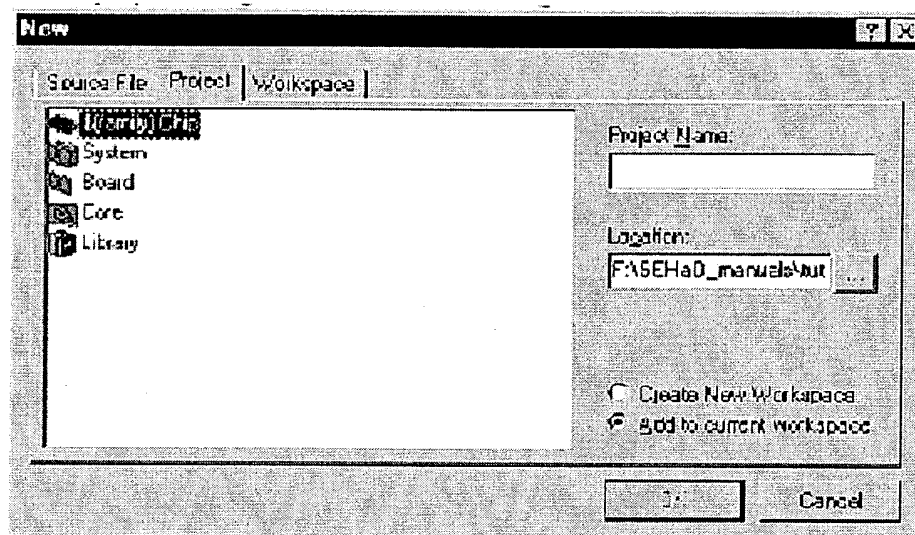 New
Source File Project Workspace
System
Board
Core
Library
Project Name:
Location:
F:\SEHaD_manuals\tut
...
Create New Workspace
Add to current workspace
Cancel